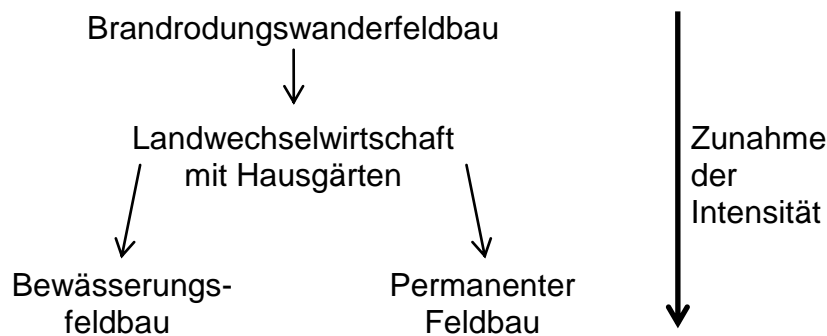 Brandrodungswanderfeldbau
Landwechselwirtschaft
mit Hausgärten
Zunahme
der
Intensität
Bewässerungs-
feldbau
Permanenter
Feldbau